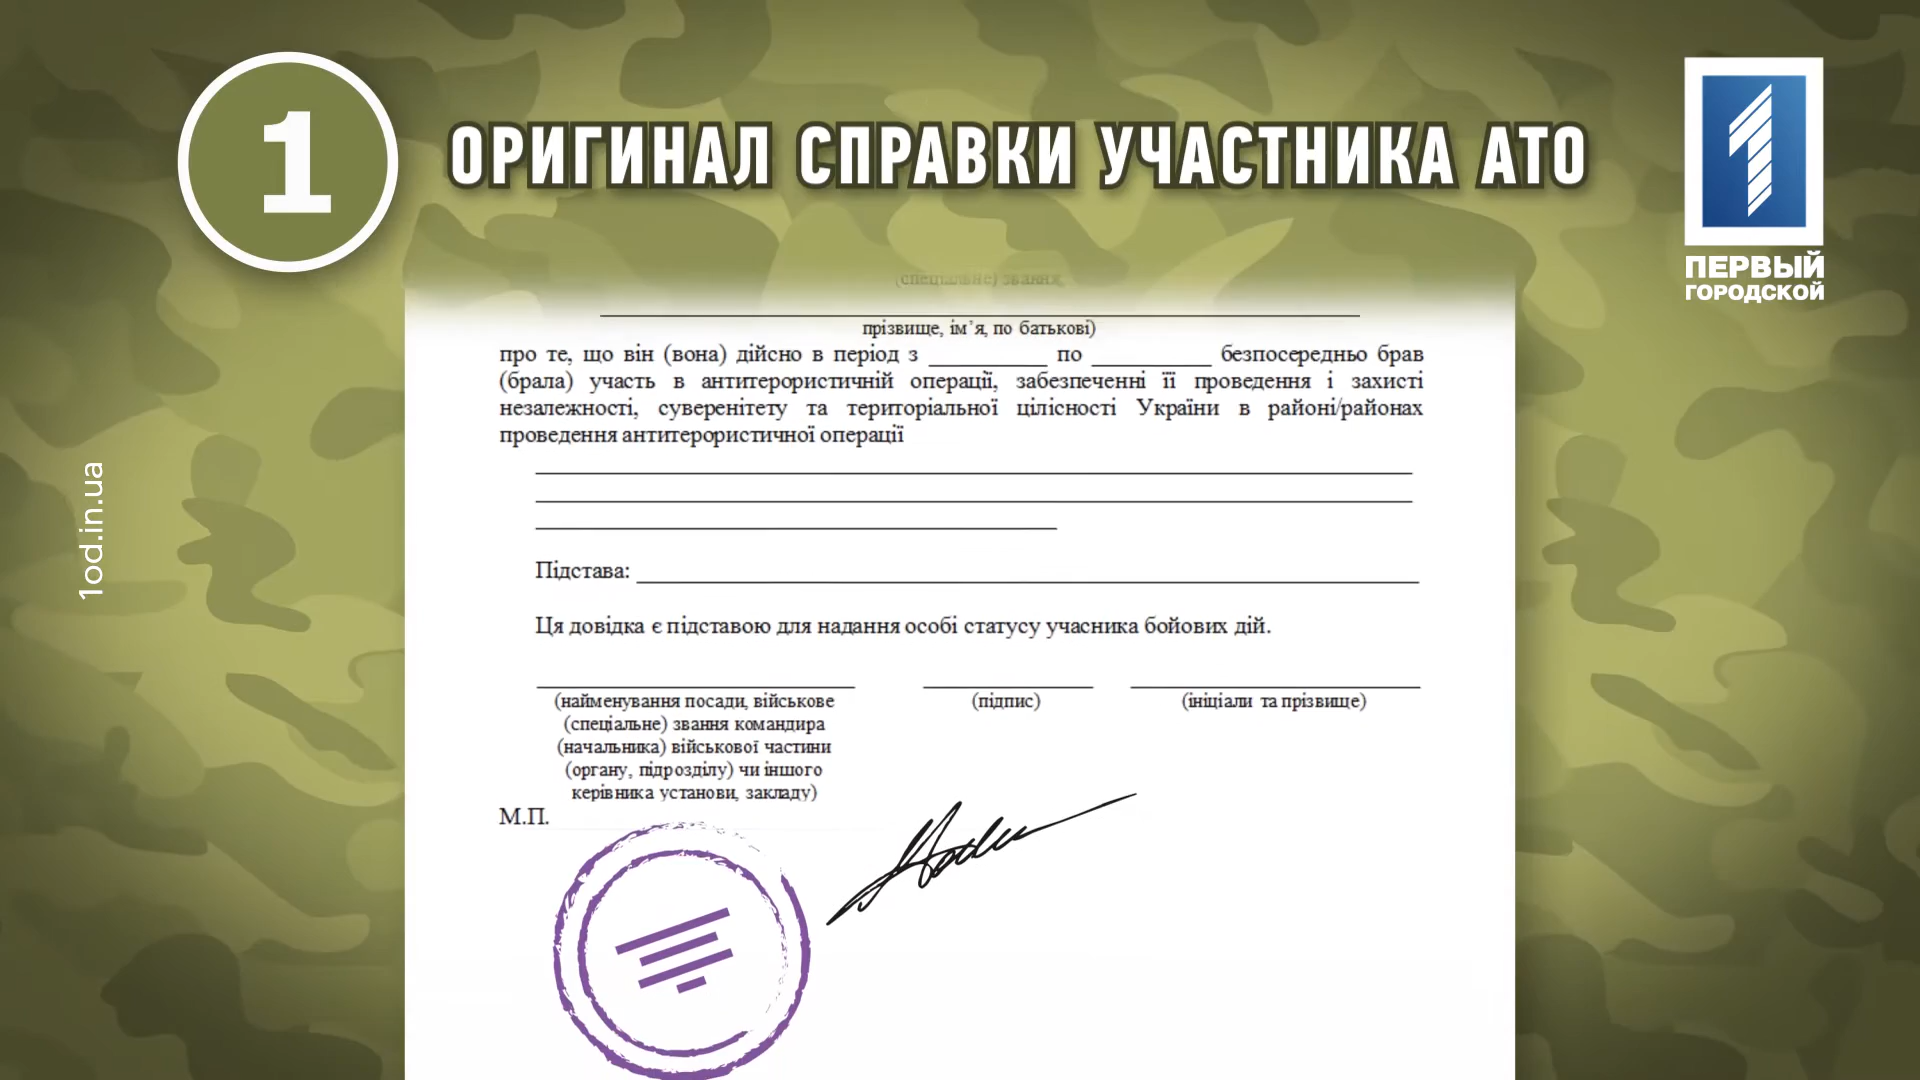 1
ОРИГИНАЛ СПРАВКИ УЧАСТНИКА АТО
ПЕРВЫЙ
ГОРОДСКОЙ
1od.in.ua
(спеціальне) звання,
прізвище, ім’я, по батькові)
про те, що він (вона) дійсно в період з __________ по __________ безпосередньо брав
(брала) участь в антитерористичній операції, забезпеченні її проведення і захисті
незалежності, суверенітету та територіальної цілісності України в районі/районах
проведення антитерористичної операції
Підстава:
Ця довідка є підставою для надання особі статусу учасника бойових дій.
(найменування посади, військове
(спеціальне) звання командира
(начальника) військової частини
(органу, підрозділу) чи іншого
керівника установи, закладу)
(підпис)
(ініціали та прізвище)
М.П.